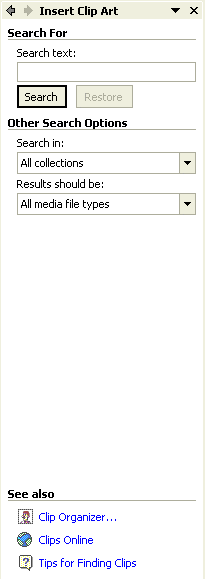 Insert Clip Art
Search For
Search text:
Search
Restore
Other Search Options
Search in:
All collections
Results should be:
All media file types
See also
Clip Organizer...
Clips Online
Tips for Finding Clips